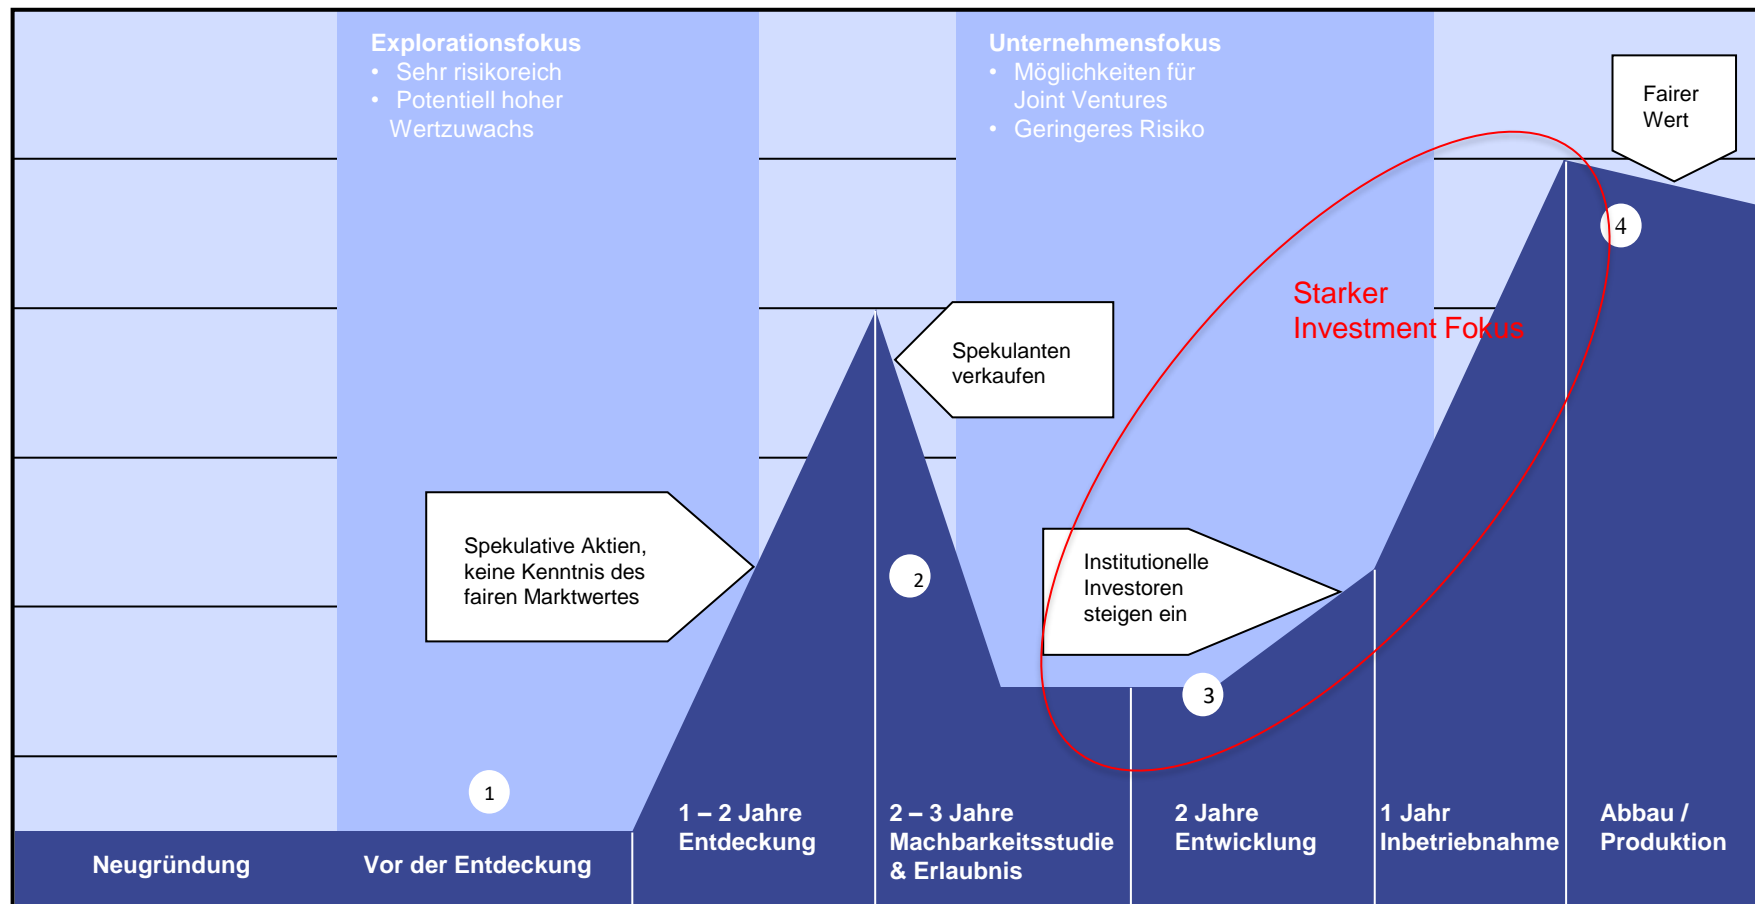 Explorationsfokus
• Sehr risikoreich
• Potentiell hoher
Wertzuwachs
Unternehmensfokus
• Möglichkeiten für
Joint Ventures
• Geringeres Risiko
Fairer
Wert
4
Starker
Investment Fokus
Spekulanten
verkaufen
Spekulative Aktien,
keine Kenntnis des
fairen Marktwertes
2
Institutionelle
Investoren
steigen ein
3
1
Neugründung
Vor der Entdeckung
1 – 2 Jahre
Entdeckung
2 – 3 Jahre
Machbarkeitsstudie
& Erlaubnis
2 Jahre
Entwicklung
1 Jahr
Inbetriebnahme
Abbau /
Produktion